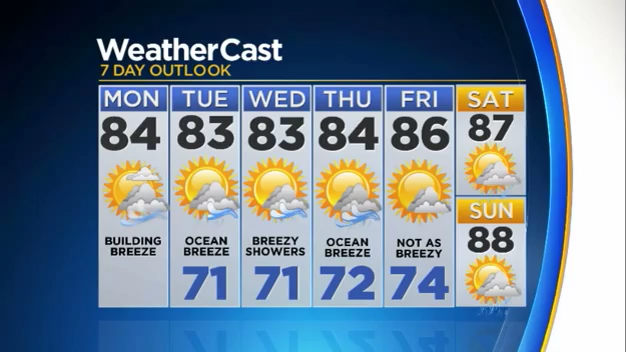 WeatherCast
7 DAY OUTLOOK
MON TUE WED THU FRI SAT
84 83 83 84 86 87
BUILDING BREEZE
OCEAN BREEZE
BREEZY SHOWERS
OCEAN BREEZE
NOT AS BREEZY
71 71 72 74
SUN
88